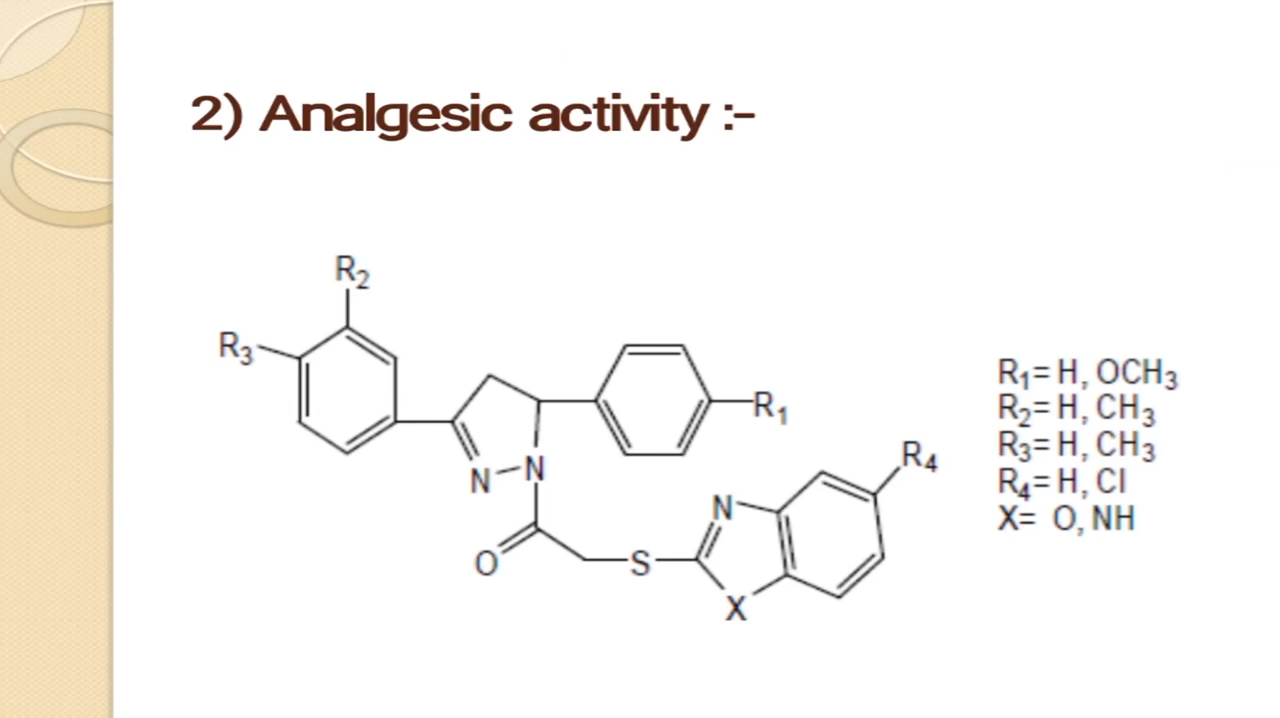 2) Analgesic activity :-
R2
R3
R1
N
N
O
S
N
X
R4
R1= H, OCH3
R2= H, CH3
R3= H, CH3
R4= H, Cl
X= O, NH